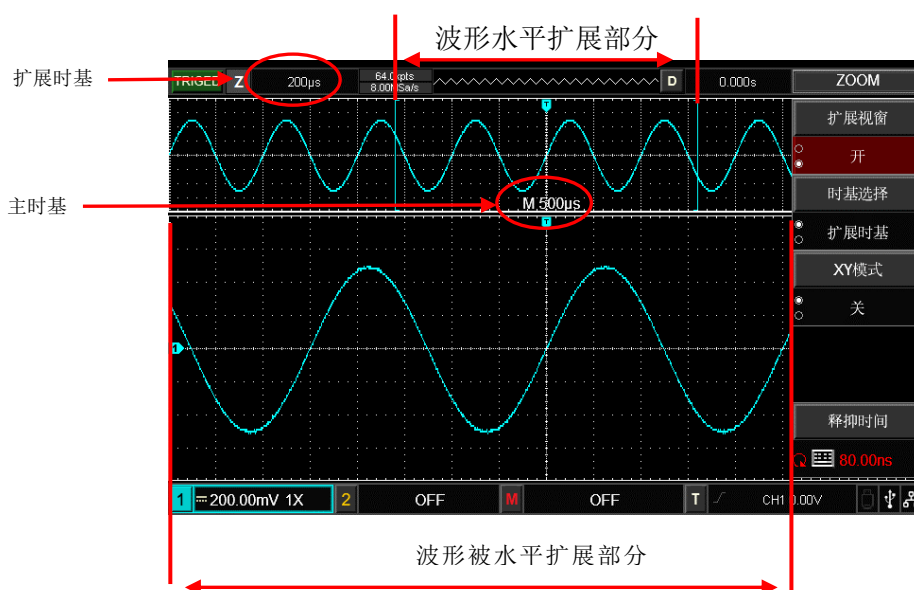 波形水平扩展部分
扩展时基
TRIGED Z 200μs 64.0kpts D 0.000s ZOOM
8.00MSa/s
T
扩展视窗
开
时基选择
主时基
M 500μs
T
扩展时基
XY模式
关
1
释抑时间
80.00ns
1 200.00mV 1X 2 OFF M OFF T CH1 0.00V
波形被水平扩展部分